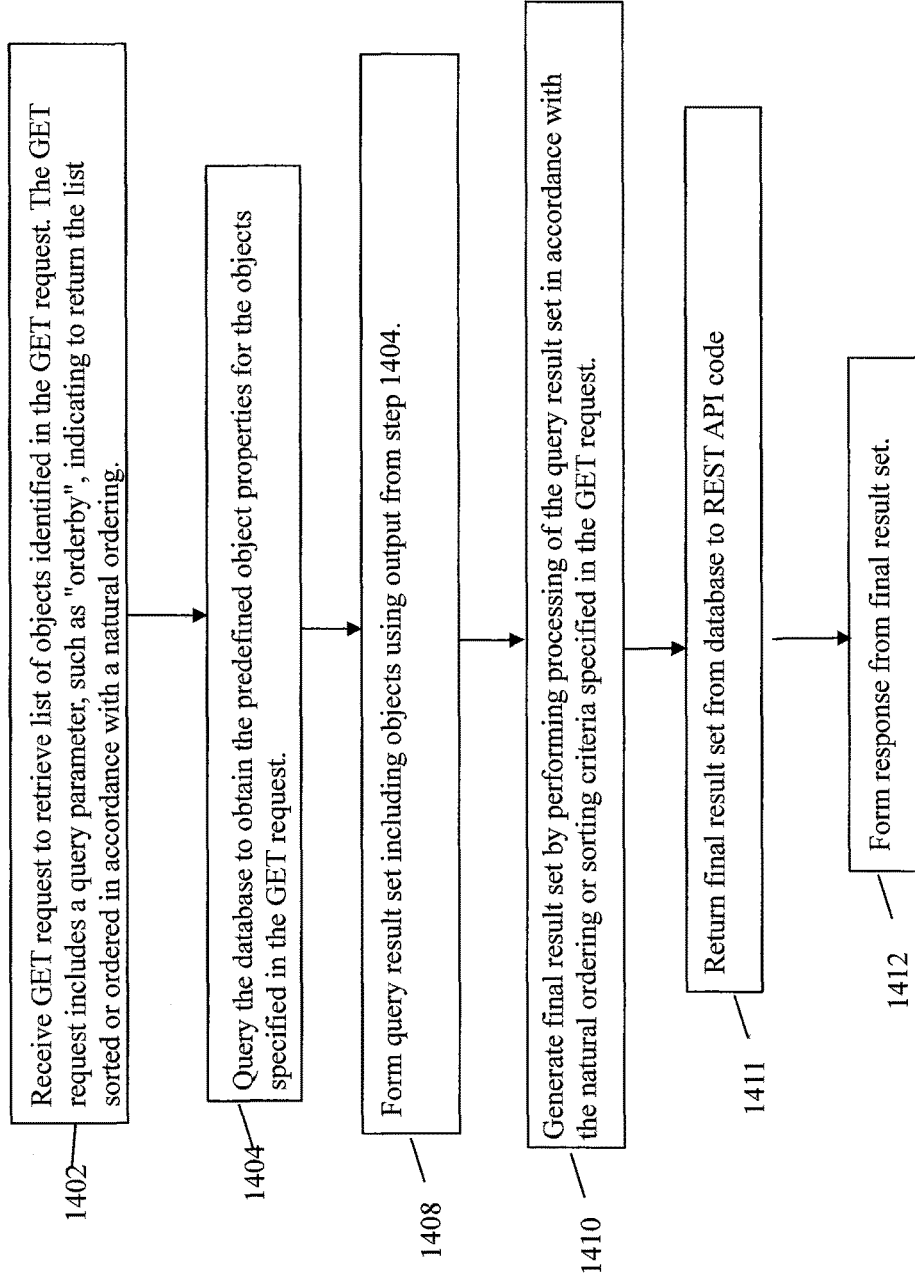 1402
Receive GET request to retrieve list of objects identified in the GET request. The GET
request includes a query parameter, such as "orderby", indicating to return the list
sorted or ordered in accordance with a natural ordering.
1404
Query the database to obtain the predefined object properties for the objects
specified in the GET request.
1408
Form query result set including objects using output from step 1404.
1410
Generate final result set by performing processing of the query result set in accordance with
the natural ordering or sorting criteria specified in the GET request.
1411
Return final result set from database to REST API code
1412
Form response from final result set.